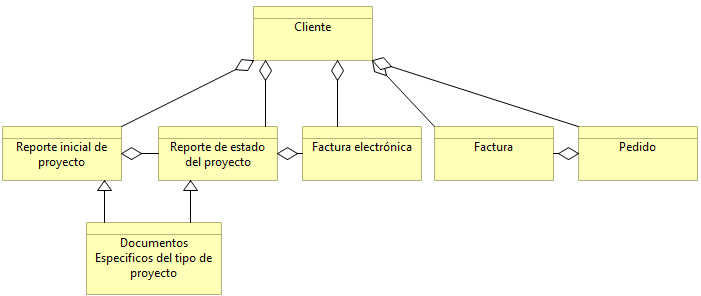 Cliente
Reporte inicial de
proyecto
Reporte de estado
del proyecto
Factura electrónica
Factura
Pedido
Documentos
Especificos del tipo de
proyecto